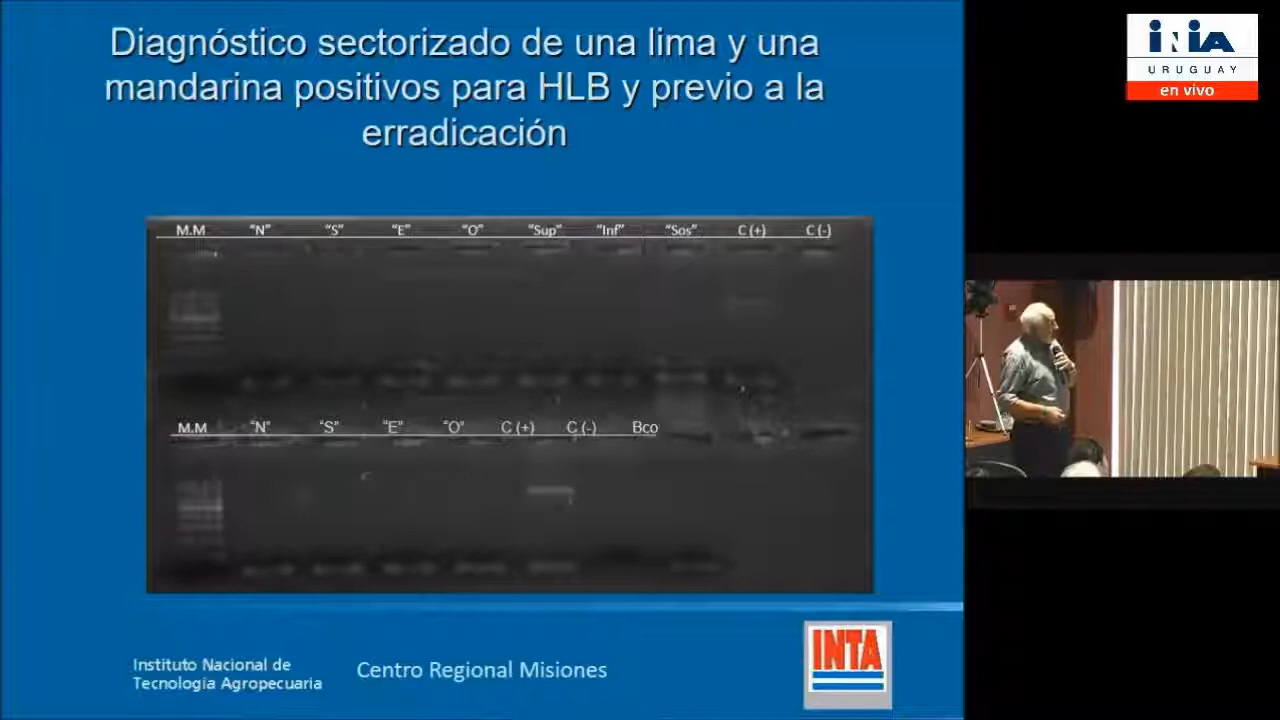 Diagnóstico sectorizado de una lima y una
mandarina positivos para HLB y previo a la
erradicación
M.M "N" "S" "E" "O" "Sup" "Inf" "Sos" C (+) C (-)
M.M "N" "S" "E" "O" C (+) C (-) Bco
Instituto Nacional de
Tecnología Agropecuaria
Centro Regional Misiones
INTA
INIA
URUGUAY
en vivo